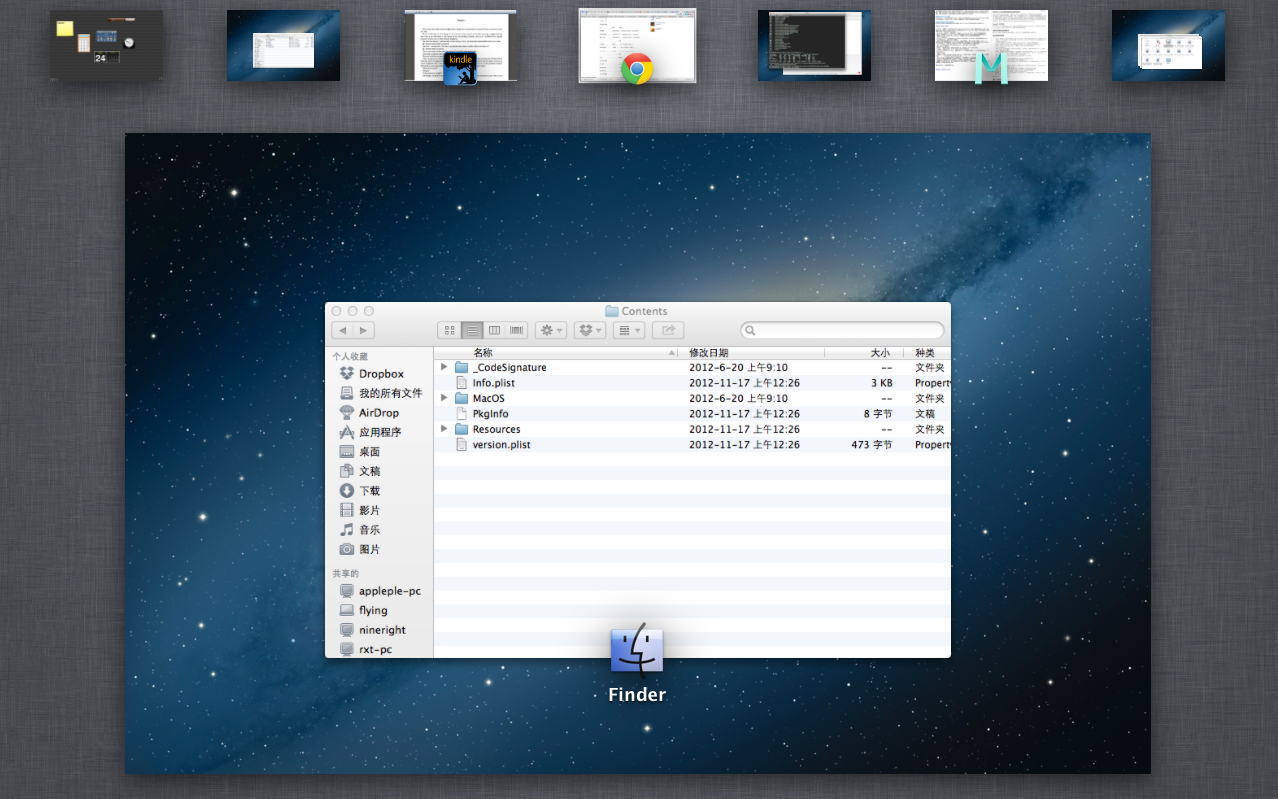 24
kindle
Contents
名称 修改日期 大小 种类
_CodeSignature 2012-6-20 上午9:10 -- 文件夹
Info.plist 2012-11-17 上午12:26 3 KB Propert
MacOS 2012-6-20 上午9:10 -- 文件夹
PkgInfo 2012-11-17 上午12:26 8 字节 文稿
Resources 2012-11-17 上午12:26 -- 文件夹
version.plist 2012-11-17 上午12:26 473 字节 Propert
个人收藏
Dropbox
我的所有文件
AirDrop
应用程序
桌面
文稿
下载
影片
音乐
图片
共享的
appleple-pc
flying
nineright
rxt-pc
Finder